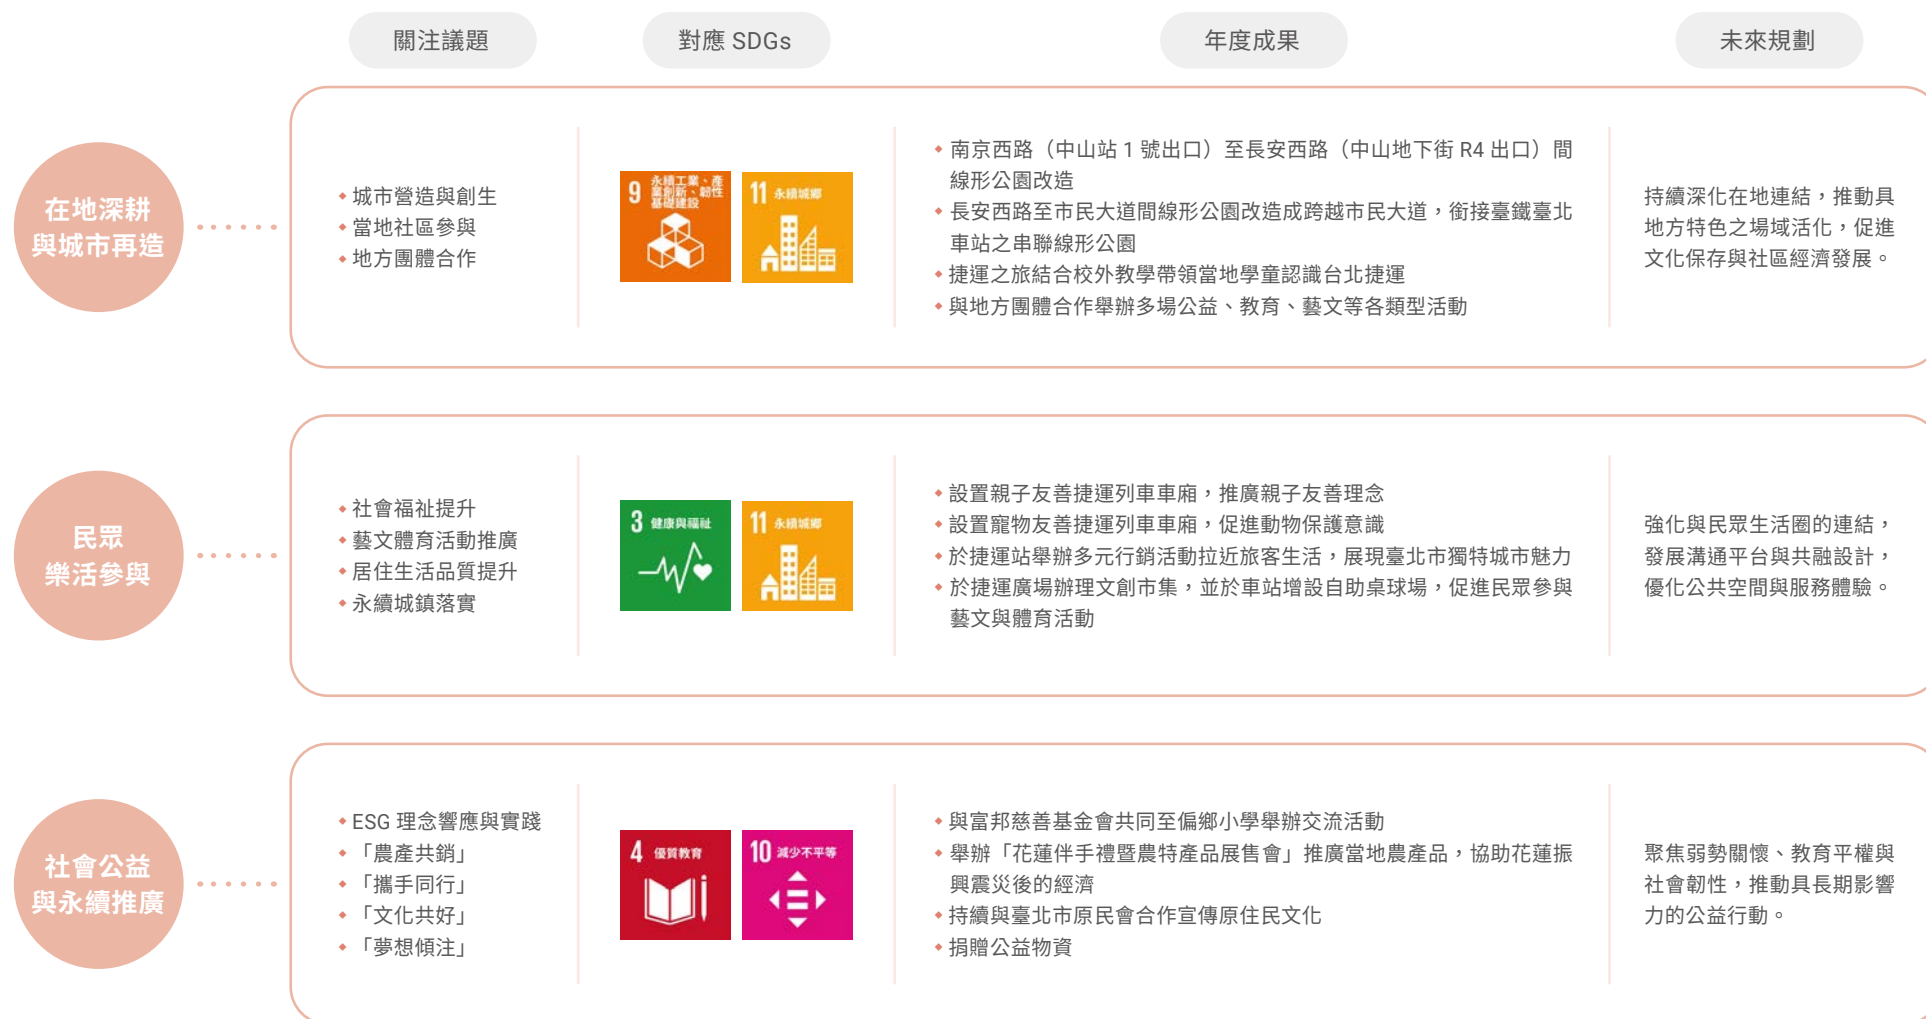 關注議題
對應 SDGs
年度成果
未來規劃
在地深耕
與城市再造
◆城市營造與創生
◆當地社區參與
◆地方團體合作
9 永續工業、產
業創新、韌性
基礎建設
11 永續城鄉
◆南京西路（中山站 1 號出口）至長安西路（中山地下街 R4 出口）間
線形公園改造
◆長安西路至市民大道間線形公園改造成跨越市民大道，銜接臺鐵臺北
車站之串聯線形公園
◆捷運之旅結合校外教學帶領當地學童認識台北捷運
◆與地方團體合作舉辦多場公益、教育、藝文等各類型活動
持續深化在地連結，推動具
地方特色之場域活化，促進
文化保存與社區經濟發展。
民眾
樂活參與
◆社會福祉提升
◆藝文體育活動推廣
◆居住生活品質提升
◆永續城鎮落實
3 健康與福祉
11 永續城鄉
◆設置親子友善捷運列車車廂，推廣親子友善理念
◆設置寵物友善捷運列車車廂，促進動物保護意識
◆於捷運站舉辦多元行銷活動拉近旅客生活，展現臺北市獨特城市魅力
◆於捷運廣場辦理文創市集，並於車站增設自助桌球場，促進民眾參與
藝文與體育活動
強化與民眾生活圈的連結，
發展溝通平台與共融設計，
優化公共空間與服務體驗。
社會公益
與永續推廣
◆ESG 理念響應與實踐
◆「農產共銷」
◆「攜手同行」
◆「文化共好」
◆「夢想傾注」
4 優質教育
10 減少不平等
◆與富邦慈善基金會共同至偏鄉小學舉辦交流活動
◆舉辦「花蓮伴手禮暨農特產品展售會」推廣當地農產品，協助花蓮振
興震災後的經濟
◆持續與臺北市原民會合作宣傳原住民文化
◆捐贈公益物資
聚焦弱勢關懷、教育平權與
社會韌性，推動具長期影響
力的公益行動。